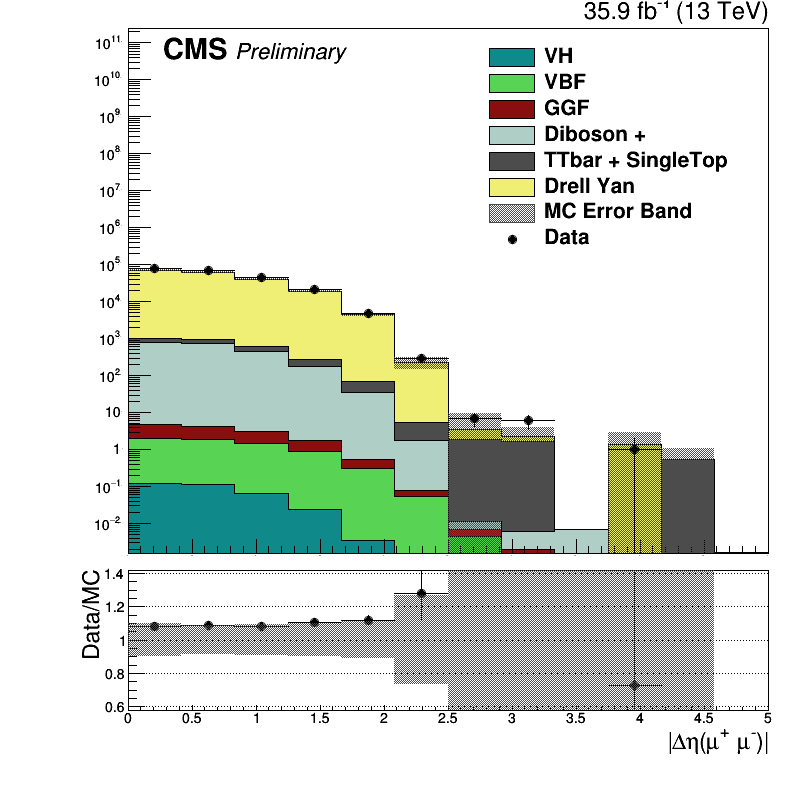 35.9 fb⁻¹ (13 TeV)
CMS Preliminary
VH
VBF
GGF
Diboson +
TTbar + SingleTop
Drell Yan
MC Error Band
Data
10¹¹
10¹⁰
10⁹
10⁸
10⁷
10⁶
10⁵
10⁴
10³
10²
10
1
10⁻¹
10⁻²
Data/MC
1.4
1.2
1
0.8
0.6
0 0.5 1 1.5 2 2.5 3 3.5 4 4.5 5
|Δη(μ⁺ μ⁻)|